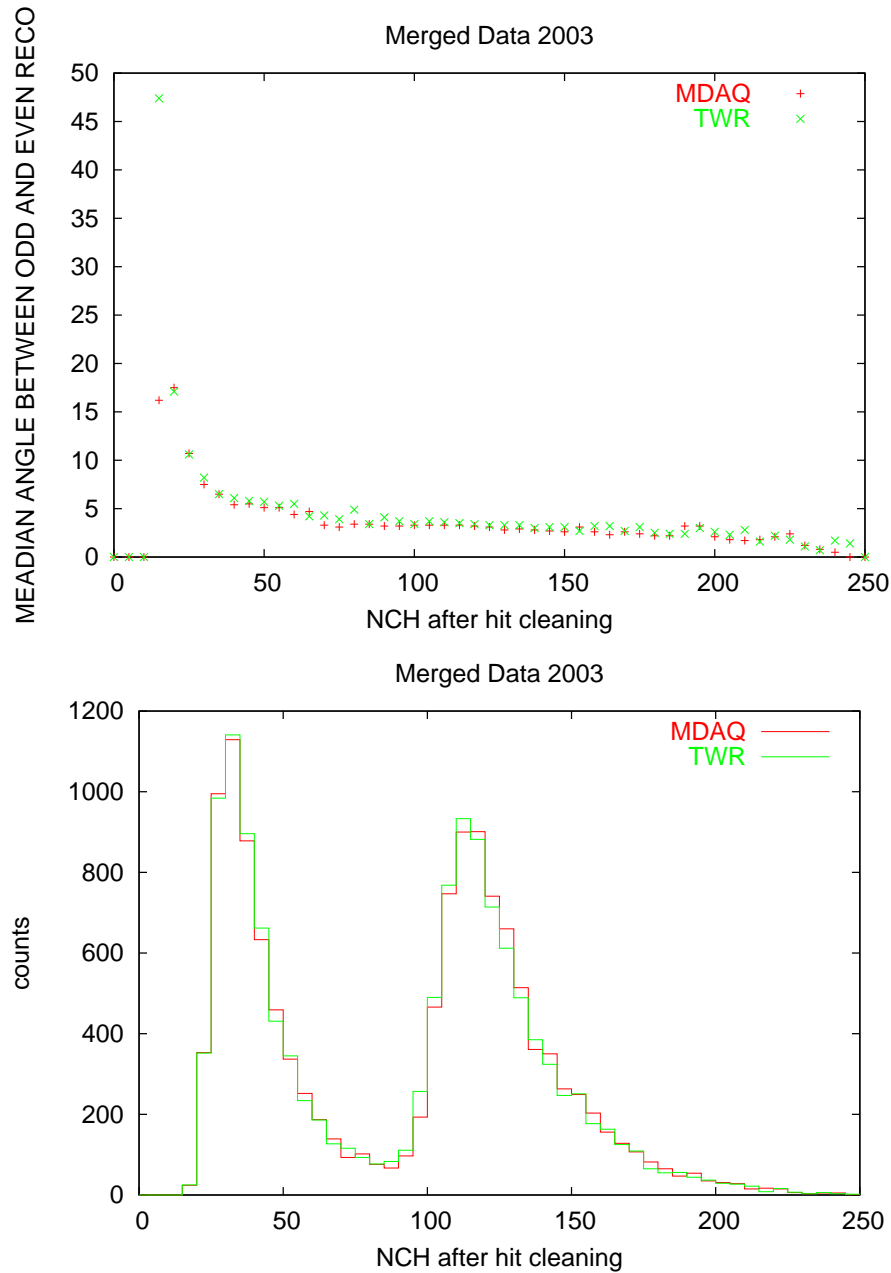 Merged Data 2003
MEADIAN ANGLE BETWEEN ODD AND EVEN RECO
50
45
40
35
30
25
20
15
10
5
0
MDAQ
TWR
0 50 100 150 200 250
NCH after hit cleaning
Merged Data 2003
counts
1200
1000
800
600
400
200
0
MDAQ
TWR
0 50 100 150 200 250
NCH after hit cleaning